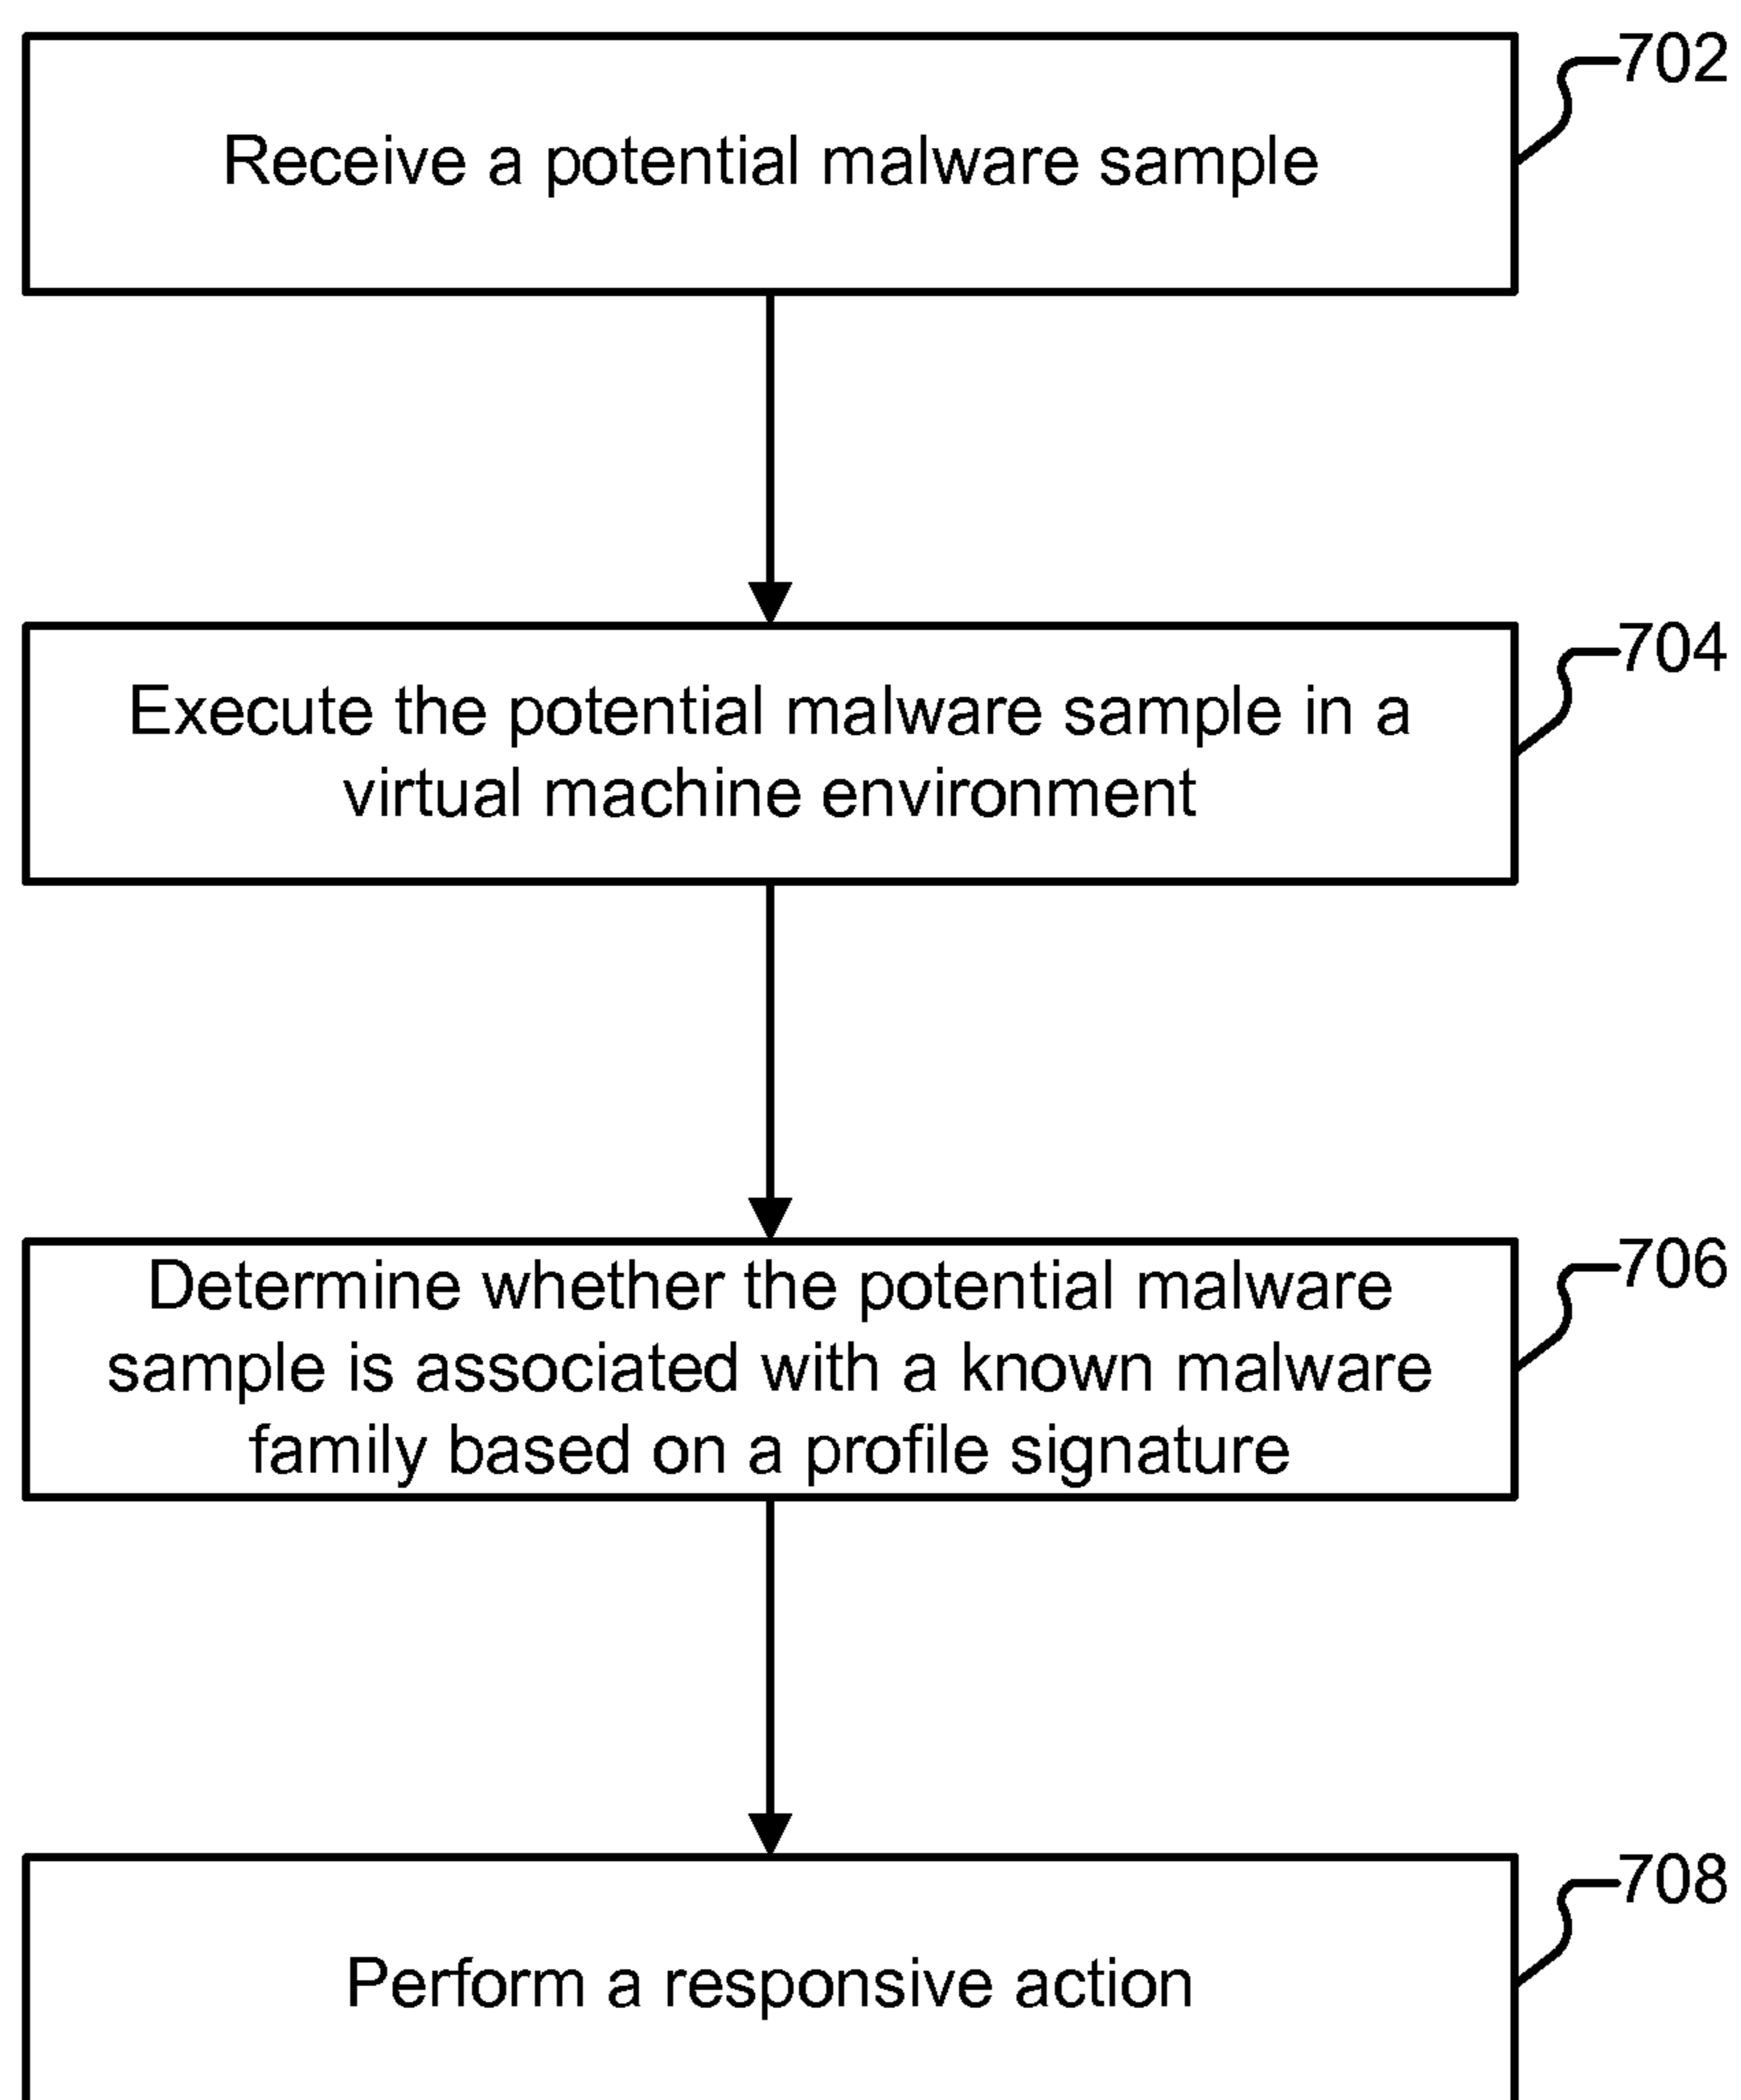 702
Receive a potential malware sample
704
Execute the potential malware sample in a
virtual machine environment
706
Determine whether the potential malware
sample is associated with a known malware
family based on a profile signature
708
Perform a responsive action